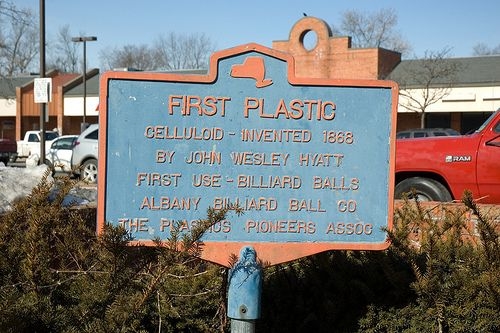 FIRST PLASTIC
CELLULOID - INVENTED 1868
BY JOHN WESLEY HYATT
FIRST USE - BILLIARD BALLS
ALBANY BILLIARD BALL CO
THE PLASTICS PIONEERS ASSOC
RAM